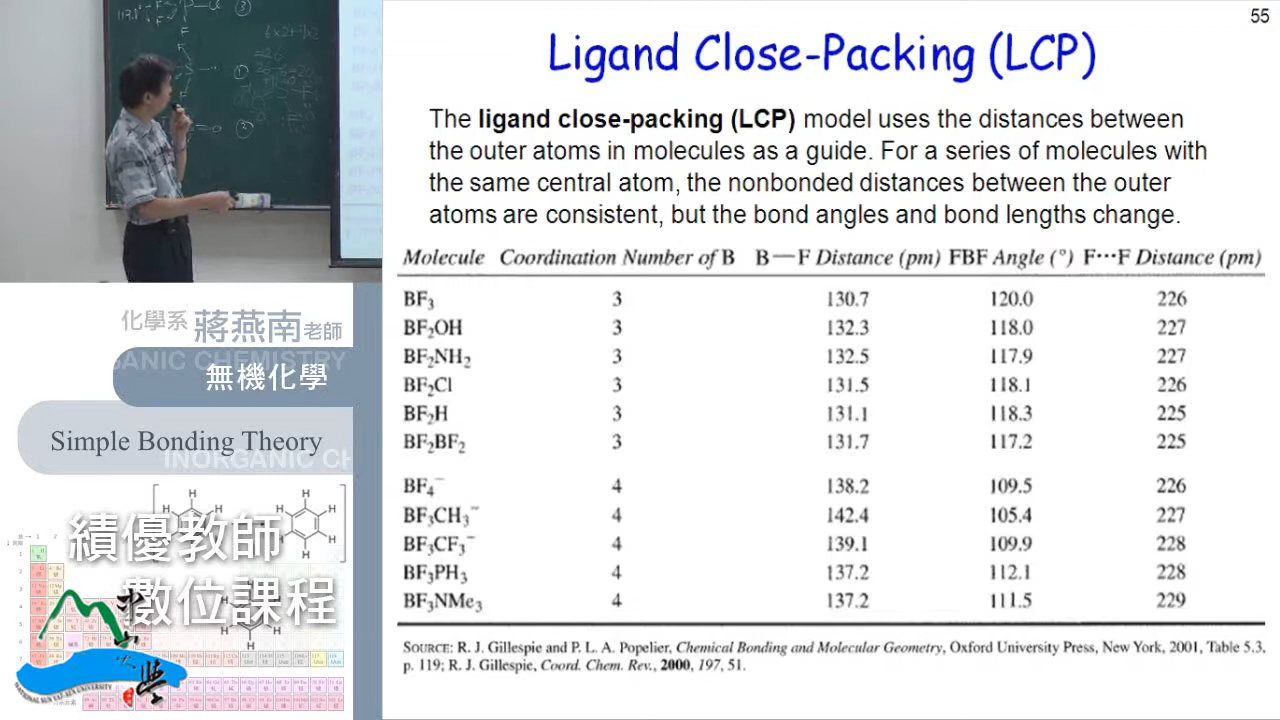 55
Ligand Close-Packing (LCP)
The ligand close-packing (LCP) model uses the distances between
the outer atoms in molecules as a guide. For a series of molecules with
the same central atom, the nonbonded distances between the outer
atoms are consistent, but the bond angles and bond lengths change.
Molecule Coordination Number of B B—F Distance (pm) FBF Angle (°) F···F Distance (pm)
BF₃ 3 130.7 120.0 226
BF₂OH 3 132.3 118.0 227
BF₂NH₂ 3 132.5 117.9 227
BF₂Cl 3 131.5 118.1 226
BF₂H 3 131.1 118.3 225
BF₂BF₂ 3 131.7 117.2 225
BF₄⁻ 4 138.2 109.5 226
BF₃CH₃⁻ 4 142.4 105.4 227
BF₃CF₃⁻ 4 139.1 109.9 228
BF₃PH₃ 4 137.2 112.1 228
BF₃NMe₃ 4 137.2 111.5 229
SOURCE: R. J. Gillespie and P. L. A. Popelier, Chemical Bonding and Molecular Geometry, Oxford University Press, New York, 2001, Table 5.3,
p. 119; R. J. Gillespie, Coord. Chem. Rev., 2000, 197, 51.
化學系 蔣燕南老師
GANIC CHEMISTRY
無機化學
Simple Bonding Theory
INORGANIC CH
績優教師
數位課程